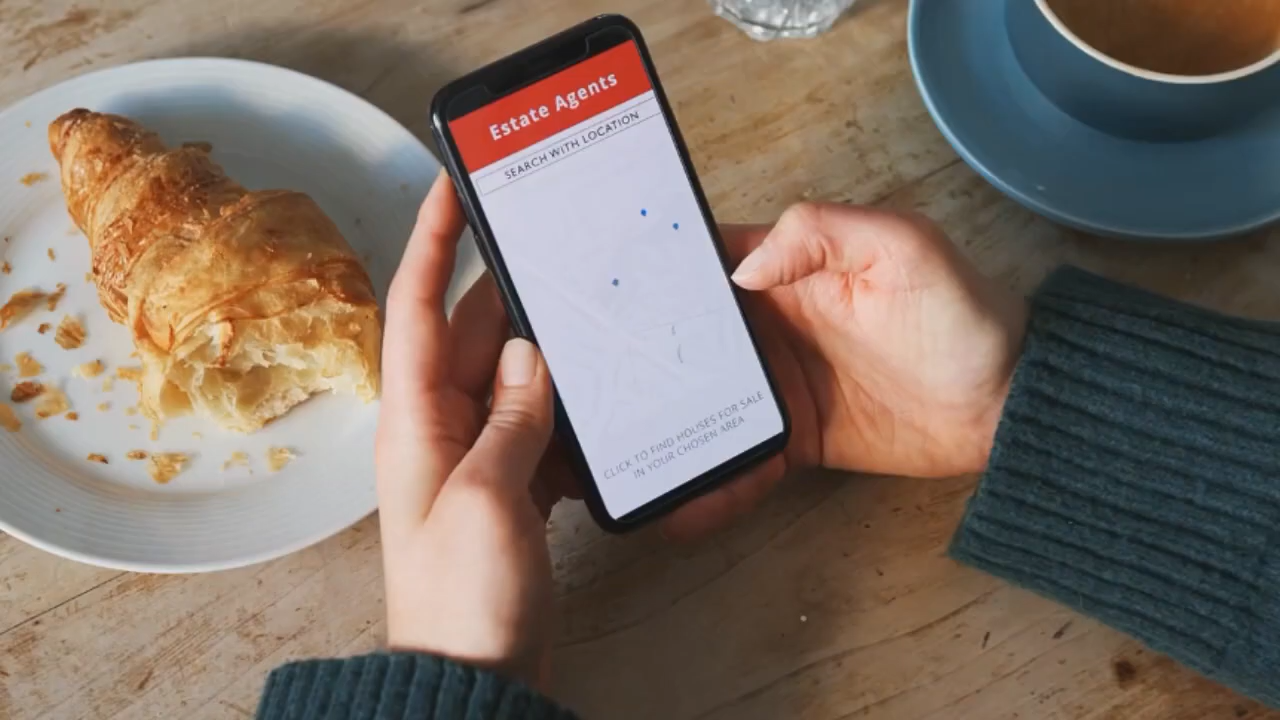 Estate Agents
SEARCH WITH LOCATION
CLICK TO FIND HOUSES FOR SALE
IN YOUR CHOSEN AREA